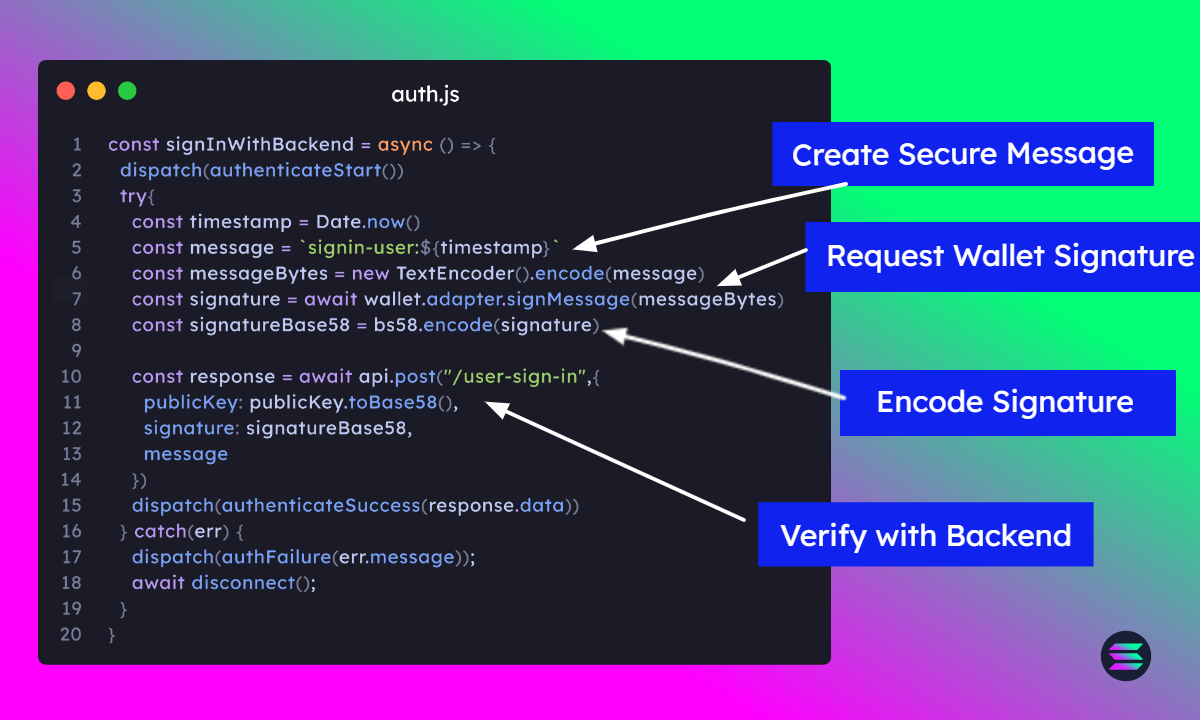 auth.js
1 const signInWithBackend = async () => {
2 dispatch(authenticateStart())
3 try{
4 const timestamp = Date.now()
5 const message = `signin-user:${timestamp}`
6 const messageBytes = new TextEncoder().encode(message)
7 const signature = await wallet.adapter.signMessage(messageBytes)
8 const signatureBase58 = bs58.encode(signature)
9
10 const response = await api.post("/user-sign-in",{
11 publicKey: publicKey.toBase58(),
12 signature: signatureBase58,
13 message
14 })
15 dispatch(authenticateSuccess(response.data))
16 } catch(err) {
17 dispatch(authFailure(err.message));
18 await disconnect();
19 }
20 }
Create Secure Message
Request Wallet Signature
Encode Signature
Verify with Backend